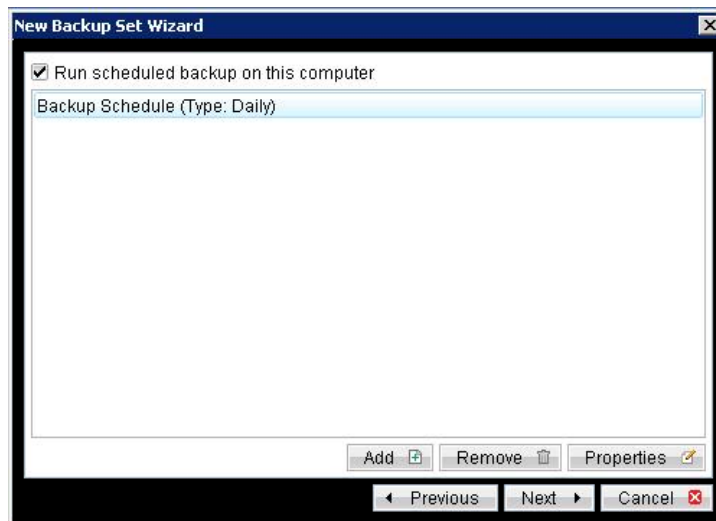 New Backup Set Wizard
Run scheduled backup on this computer
Backup Schedule (Type: Daily)
Add Remove Properties
Previous Next Cancel